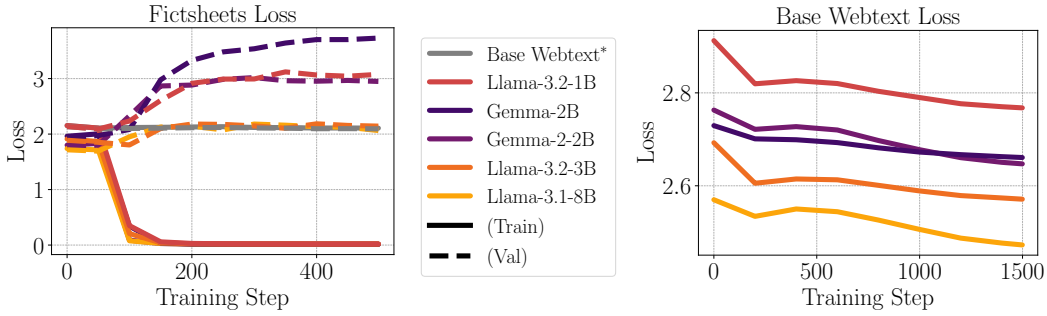 Fictsheets Loss
Loss
3
2
1
0
0
200
400
Training Step
Base Webtext*
Llama-3.2-1B
Gemma-2B
Gemma-2-2B
Llama-3.2-3B
Llama-3.1-8B
(Train)
(Val)
Base Webtext Loss
Loss
2.8
2.6
0
500
1000
1500
Training Step